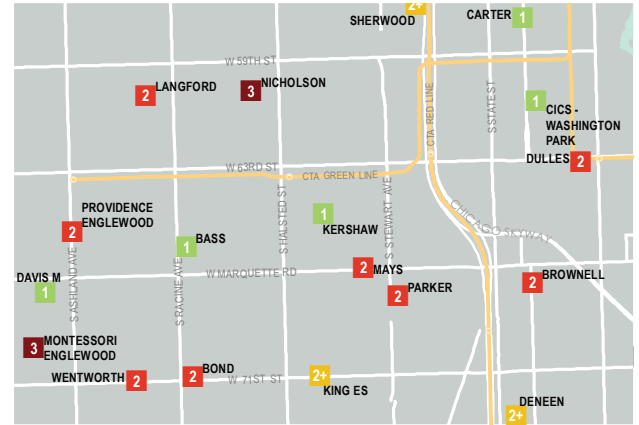 SHERWOOD
2+
CARTER
1
W 59TH ST
2
LANGFORD
3
NICHOLSON
CTA RED LINE
S STATE ST
1
CICS -
WASHINGTON
PARK
DULLES
2
W 63RD ST
CTA GREEN LINE
PROVIDENCE
ENGLEWOOD
2
S HALSTED ST
1
KERSHAW
S STEWART AVE
CHICAGO SKYWAY
1
BASS
S ASHLAND AVE
S RACINE AVE
W MARQUETTE RD
2
MAYS
2
PARKER
2
BROWNELL
DAVIS M
1
3
MONTESSORI
ENGLEWOOD
WENTWORTH
2
2
BOND
W 71ST ST
2+
KING ES
DENEEN
2+